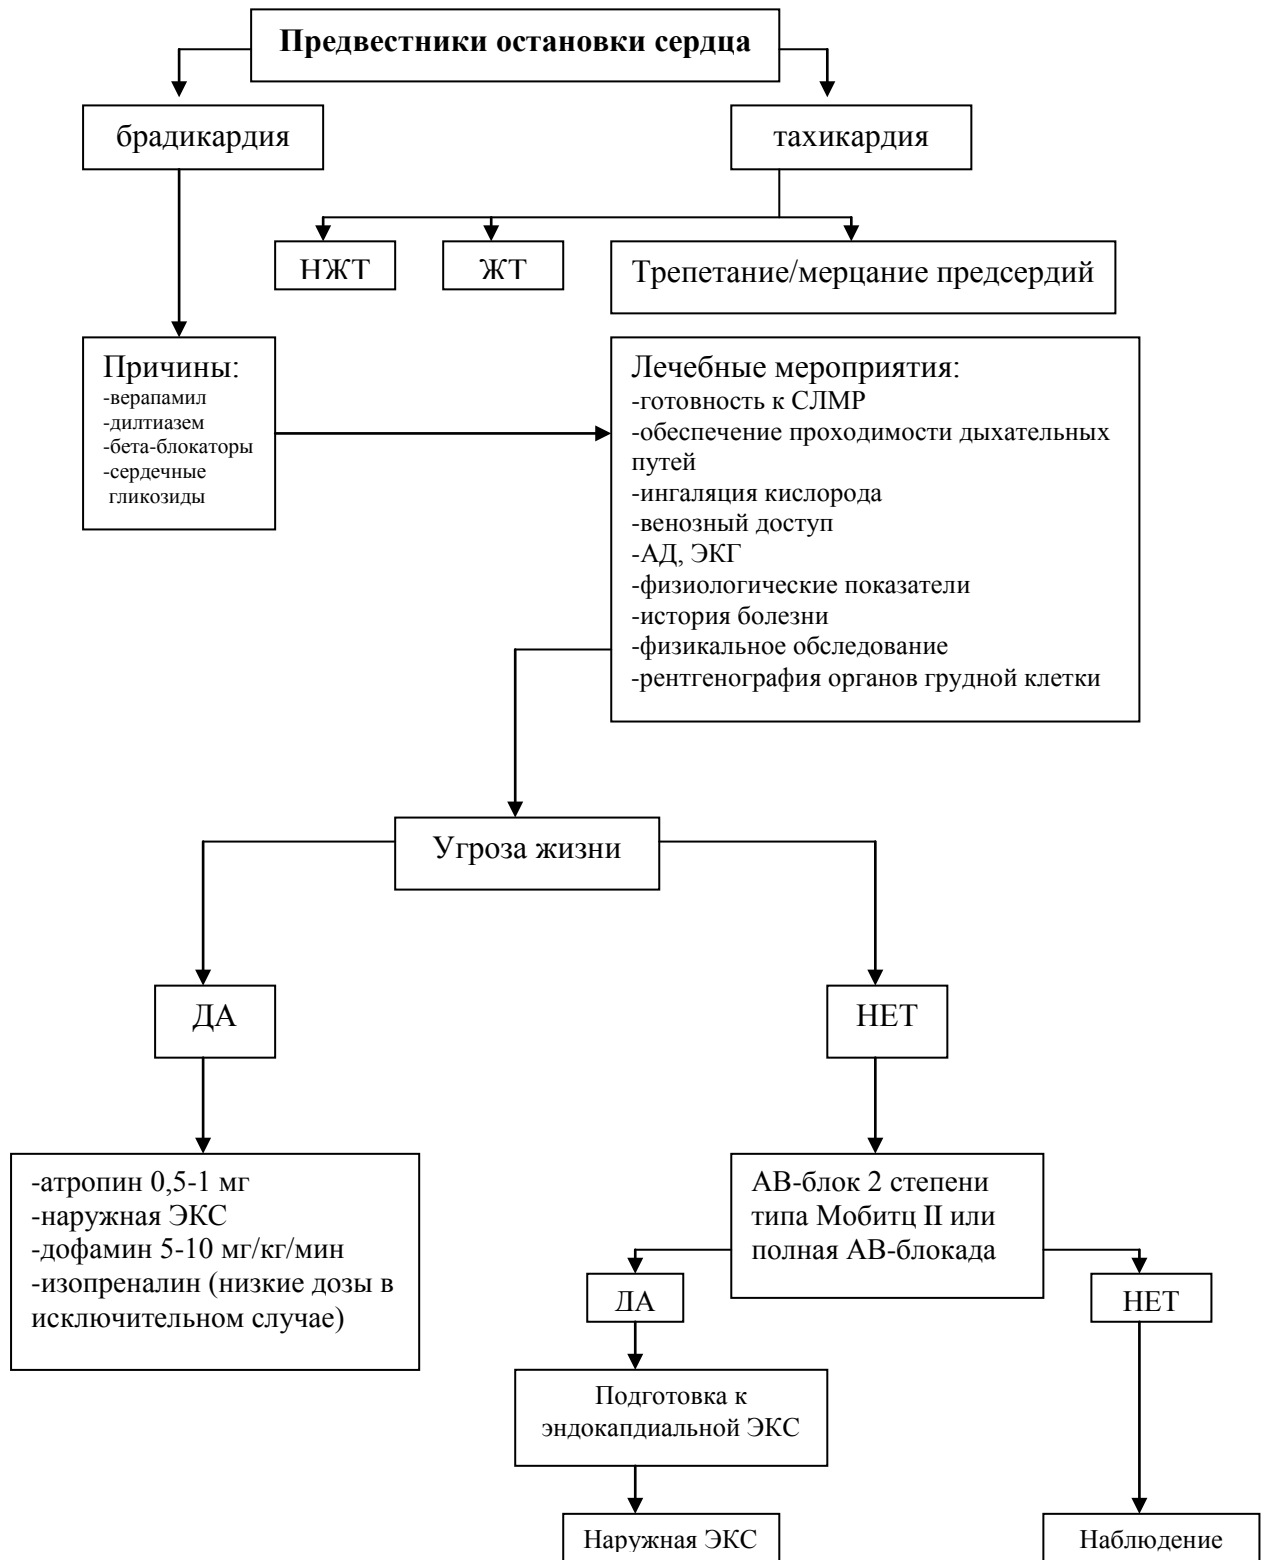 Предвестники остановки сердца
брадикардия
тахикардия
НЖТ
ЖТ
Трепетание/мерцание предсердий
Причины:
-верапамил
-дилтиазем
-бета-блокаторы
-сердечные
гликозиды
Лечебные мероприятия:
-готовность к СЛМР
-обеспечение проходимости дыхательных
путей
-ингаляция кислорода
-венозный доступ
-АД, ЭКГ
-физиологические показатели
-история болезни
-физикальное обследование
-рентгенография органов грудной клетки
Угроза жизни
ДА
НЕТ
-атропин 0,5-1 мг
-наружная ЭКС
-дофамин 5-10 мг/кг/мин
-изопреналин (низкие дозы в
исключительном случае)
АВ-блок 2 степени
типа Мобитц II или
полная АВ-блокада
ДА
НЕТ
Подготовка к
эндокапдиальной ЭКС
Наружная ЭКС
Наблюдение